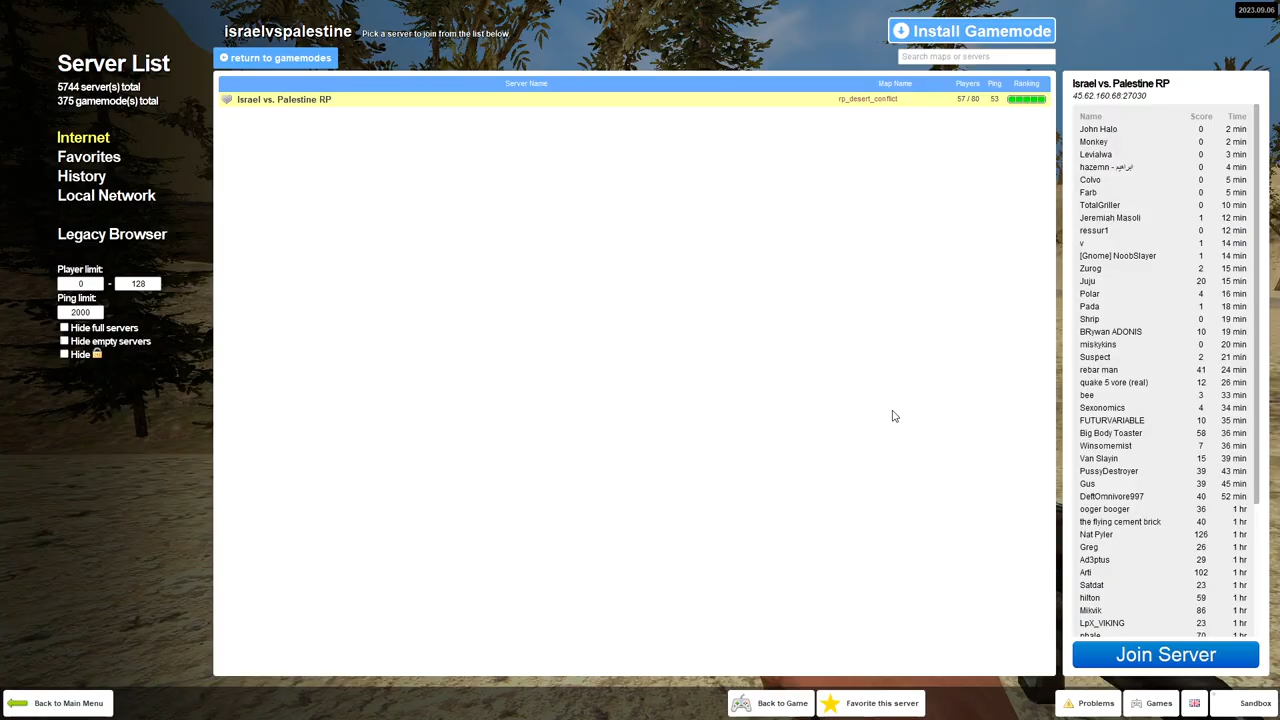 2023.09.06
israelvspalestine Pick a server to join from the list below
Install Gamemode
return to gamemodes
Search maps or servers
Server List
5744 server(s) total
375 gamemode(s) total
Internet
Favorites
History
Local Network
Legacy Browser
Player limit:
0 - 128
Ping limit:
2000
Hide full servers
Hide empty servers
Hide
Server Name Map Name Players Ping Ranking
Israel vs. Palestine RP rp_desert_conflict 57 / 80 53
Israel vs. Palestine RP
45.62.160.68:27030
Name Score Time
John Halo 0 2 min
Monkey 0 2 min
Levialwa 0 3 min
hazemn - ابراهيم 0 4 min
Colvo 0 5 min
Farb 0 5 min
TotalGriller 0 10 min
Jeremiah Masoli 1 12 min
ressur1 0 12 min
v 1 14 min
[Gnome] NoobSlayer 1 14 min
Zurog 2 15 min
Juju 20 15 min
Polar 4 16 min
Pada 1 18 min
Shrip 0 19 min
BRywan ADONIS 10 19 min
miskykins 0 20 min
Suspect 2 21 min
rebar man 41 24 min
quake 5 vore (real) 12 26 min
bee 3 33 min
Sexonomics 4 34 min
FUTURVARIABLE 10 35 min
Big Body Toaster 58 36 min
Winsomemist 7 36 min
Van Slayin 15 39 min
PussyDestroyer 39 43 min
Gus 39 45 min
DeftOmnivore997 40 52 min
ooger booger 36 1 hr
the flying cement brick 40 1 hr
Nat Pyler 126 1 hr
Greg 26 1 hr
Ad3ptus 29 1 hr
Arti 102 1 hr
Satdat 23 1 hr
hilton 59 1 hr
Mikvik 86 1 hr
LpX_VIKING 23 1 hr
70 1 hr
Join Server
Back to Main Menu
Back to Game
Favorite this server
Problems
Games
Sandbox